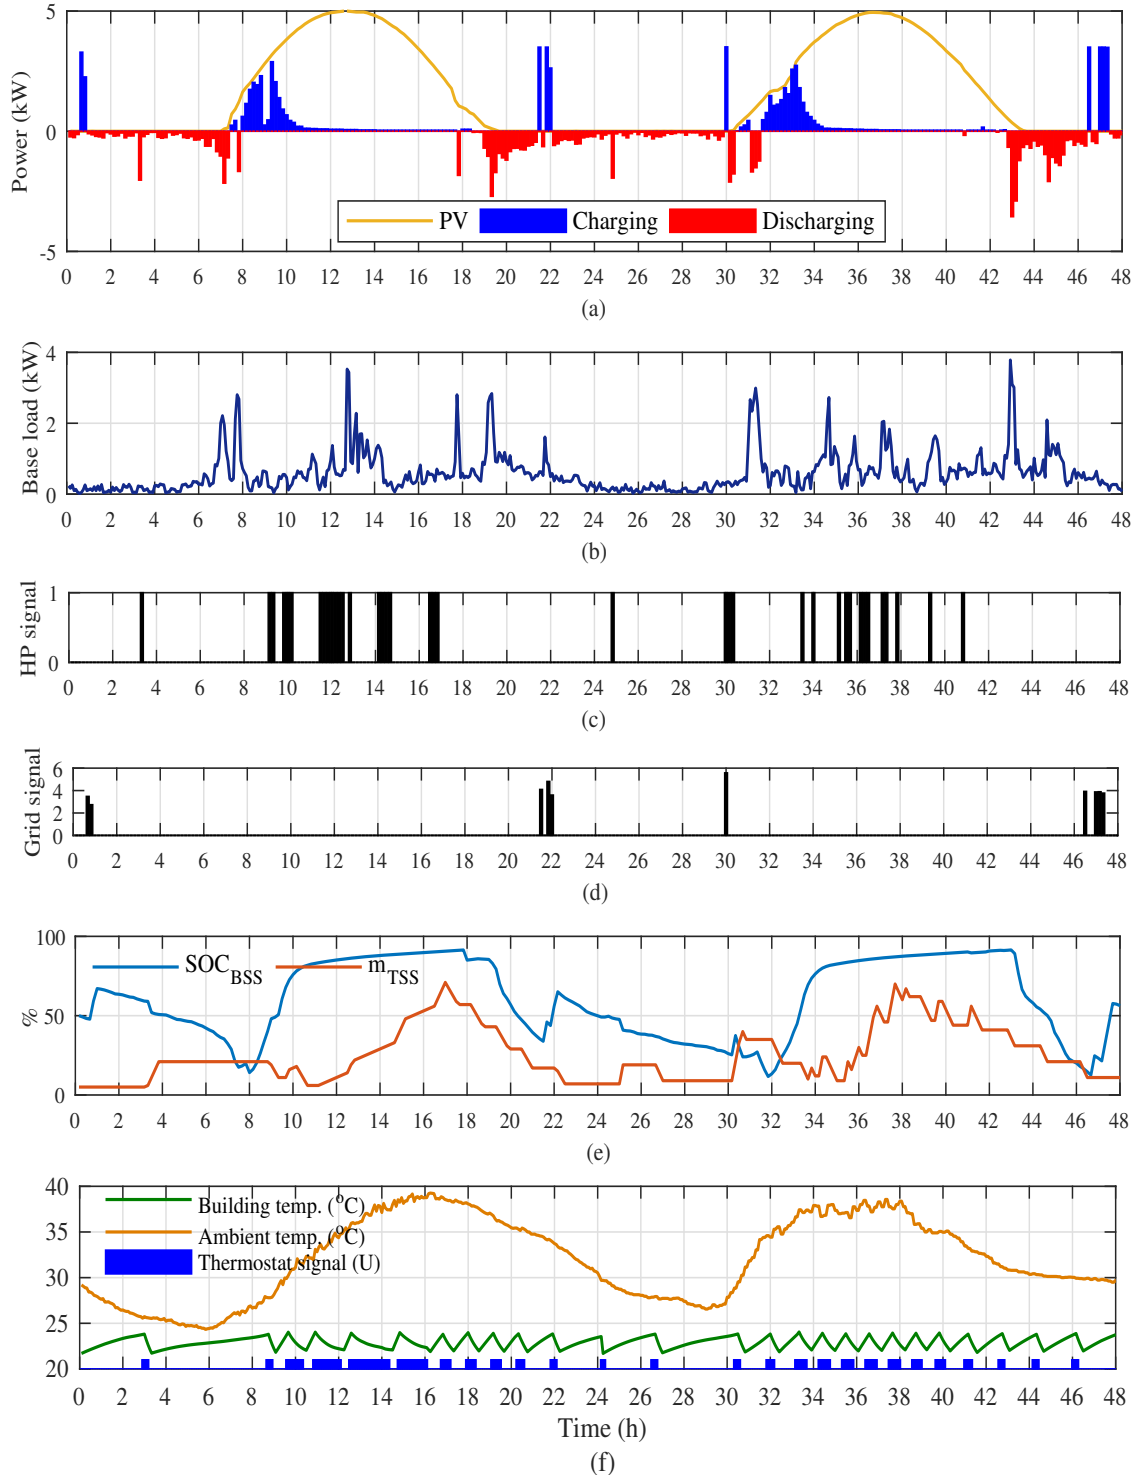 5
0
-5
Power (kW)
PV Charging Discharging
0 2 4 6 8 10 12 14 16 18 20 22 24 26 28 30 32 34 36 38 40 42 44 46 48
(a)
4
2
0
Base load (kW)
0 2 4 6 8 10 12 14 16 18 20 22 24 26 28 30 32 34 36 38 40 42 44 46 48
(b)
1
0
HP signal
0 2 4 6 8 10 12 14 16 18 20 22 24 26 28 30 32 34 36 38 40 42 44 46 48
(c)
6
4
2
0
Grid signal
0 2 4 6 8 10 12 14 16 18 20 22 24 26 28 30 32 34 36 38 40 42 44 46 48
(d)
100
50
0
%
SOC_BSS m_TSS
0 2 4 6 8 10 12 14 16 18 20 22 24 26 28 30 32 34 36 38 40 42 44 46 48
(e)
40
35
30
25
20
Building temp. (°C)
Ambient temp. (°C)
Thermostat signal (U)
0 2 4 6 8 10 12 14 16 18 20 22 24 26 28 30 32 34 36 38 40 42 44 46 48
Time (h)
(f)